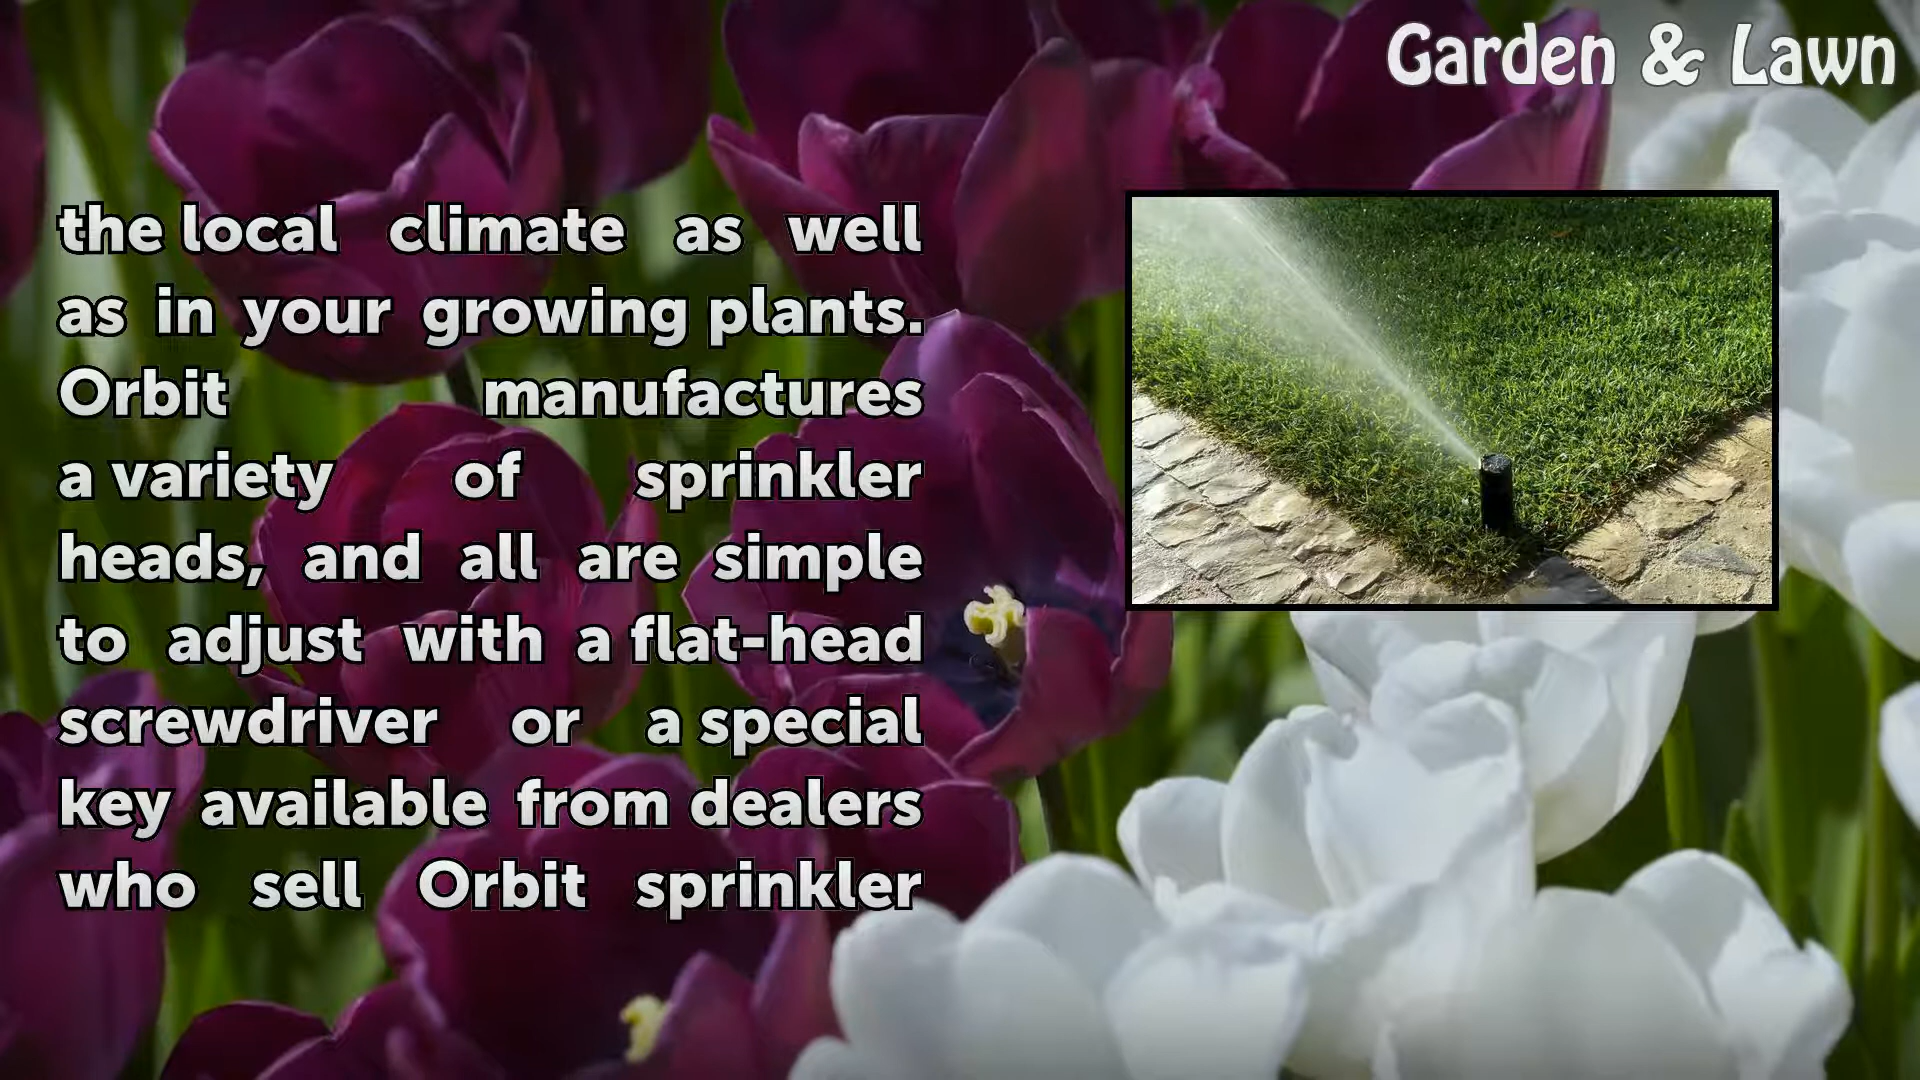 Garden & Lawn
the local climate as well
as in your growing plants.
Orbit manufactures
a variety of sprinkler
heads, and all are simple
to adjust with a flat-head
screwdriver or a special
key available from dealers
who sell Orbit sprinkler